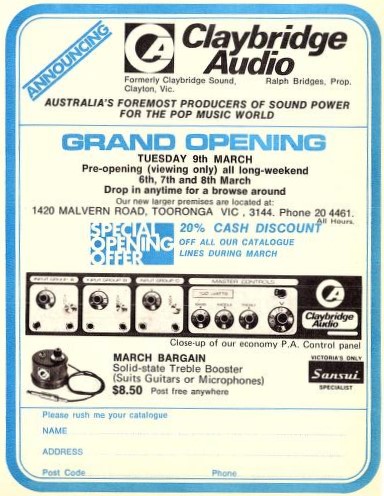 ANNOUNCING
CA
Claybridge
Audio
Formerly Claybridge Sound,
Clayton, Vic.
Ralph Bridges, Prop.
AUSTRALIA'S FOREMOST PRODUCERS OF SOUND POWER
FOR THE POP MUSIC WORLD
GRAND OPENING
TUESDAY 9th MARCH
Pre-opening (viewing only) all long-weekend
6th, 7th and 8th March
Drop in anytime for a browse around
Our new larger premises are located at:
1420 MALVERN ROAD, TOORONGA VIC , 3144. Phone 20 4461.
All Hours.
SPECIAL
OPENING
OFFER
20% CASH DISCOUNT
OFF ALL OUR CATALOGUE
LINES DURING MARCH
INPUT GROUP A
INPUT GROUP B
INPUT GROUP C
MASTER CONTROLS
Claybridge
Audio
Close-up of our economy P.A. Control panel
MARCH BARGAIN
Solid-state Treble Booster
(Suits Guitars or Microphones)
$8.50 Post free anywhere
VICTORIA'S ONLY
Sansui
SPECIALIST
Please rush me your catalogue
NAME
ADDRESS
Post Code
Phone